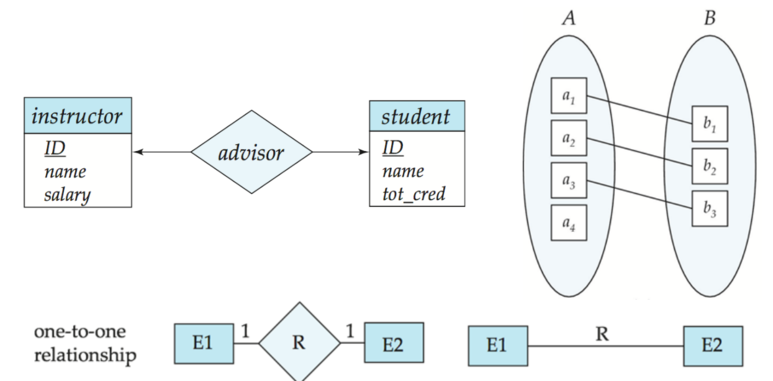 A B
instructor
ID
name
salary
advisor
student
ID
name
tot_cred
a1
a2
a3
a4
b1
b2
b3
one-to-one
relationship
E1 1 R 1 E2
E1 R E2